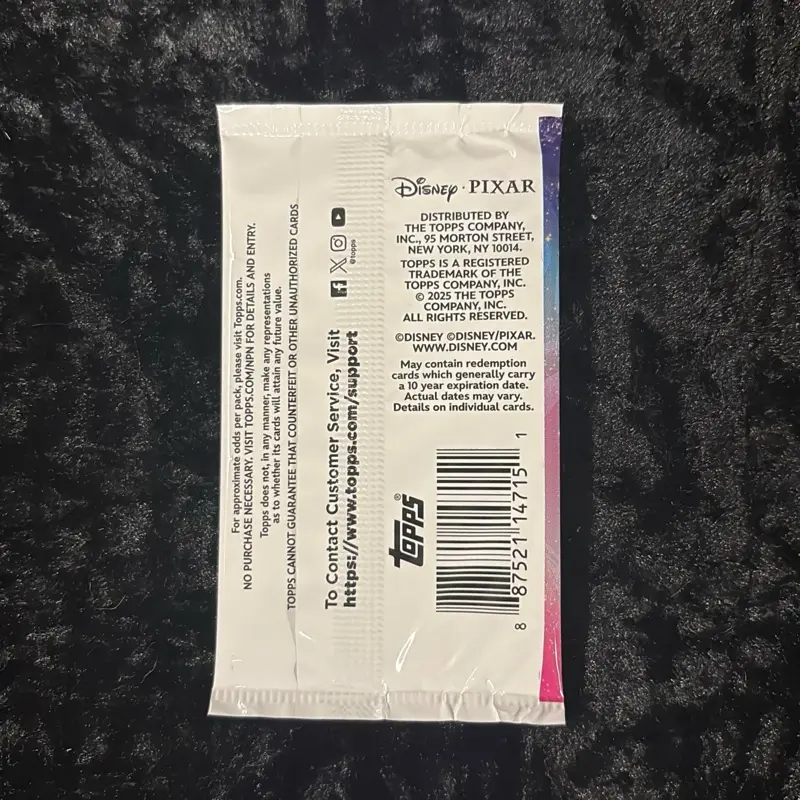 Disney · PIXAR
DISTRIBUTED BY
THE TOPPS COMPANY,
INC., 95 MORTON STREET,
NEW YORK, NY 10014.
TOPPS IS A REGISTERED
TRADEMARK OF THE
TOPPS COMPANY, INC.
© 2025 THE TOPPS
COMPANY, INC.
ALL RIGHTS RESERVED.
©DISNEY ©DISNEY/PIXAR.
WWW.DISNEY.COM
May contain redemption
cards which generally carry
a 10 year expiration date.
Actual dates may vary.
Details on individual cards.
For approximate odds per pack, please visit Topps.com.
NO PURCHASE NECESSARY. VISIT TOPPS.COM/NPN FOR DETAILS AND ENTRY.
Topps does not, in any manner, make any representations
as to whether its cards will attain any future value.
TOPPS CANNOT GUARANTEE THAT COUNTERFEIT OR OTHER UNAUTHORIZED CARDS
To Contact Customer Service, Visit
https://www.topps.com/support
@topps
topps®
8 87521 14715 1